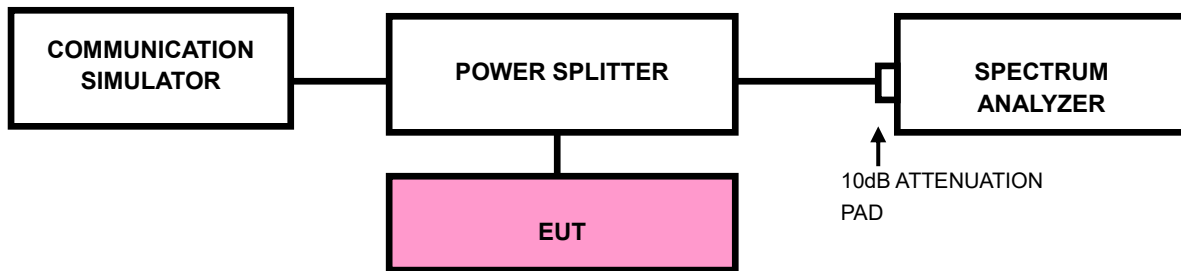 COMMUNICATION
SIMULATOR
POWER SPLITTER
SPECTRUM
ANALYZER
10dB ATTENUATION
PAD
EUT